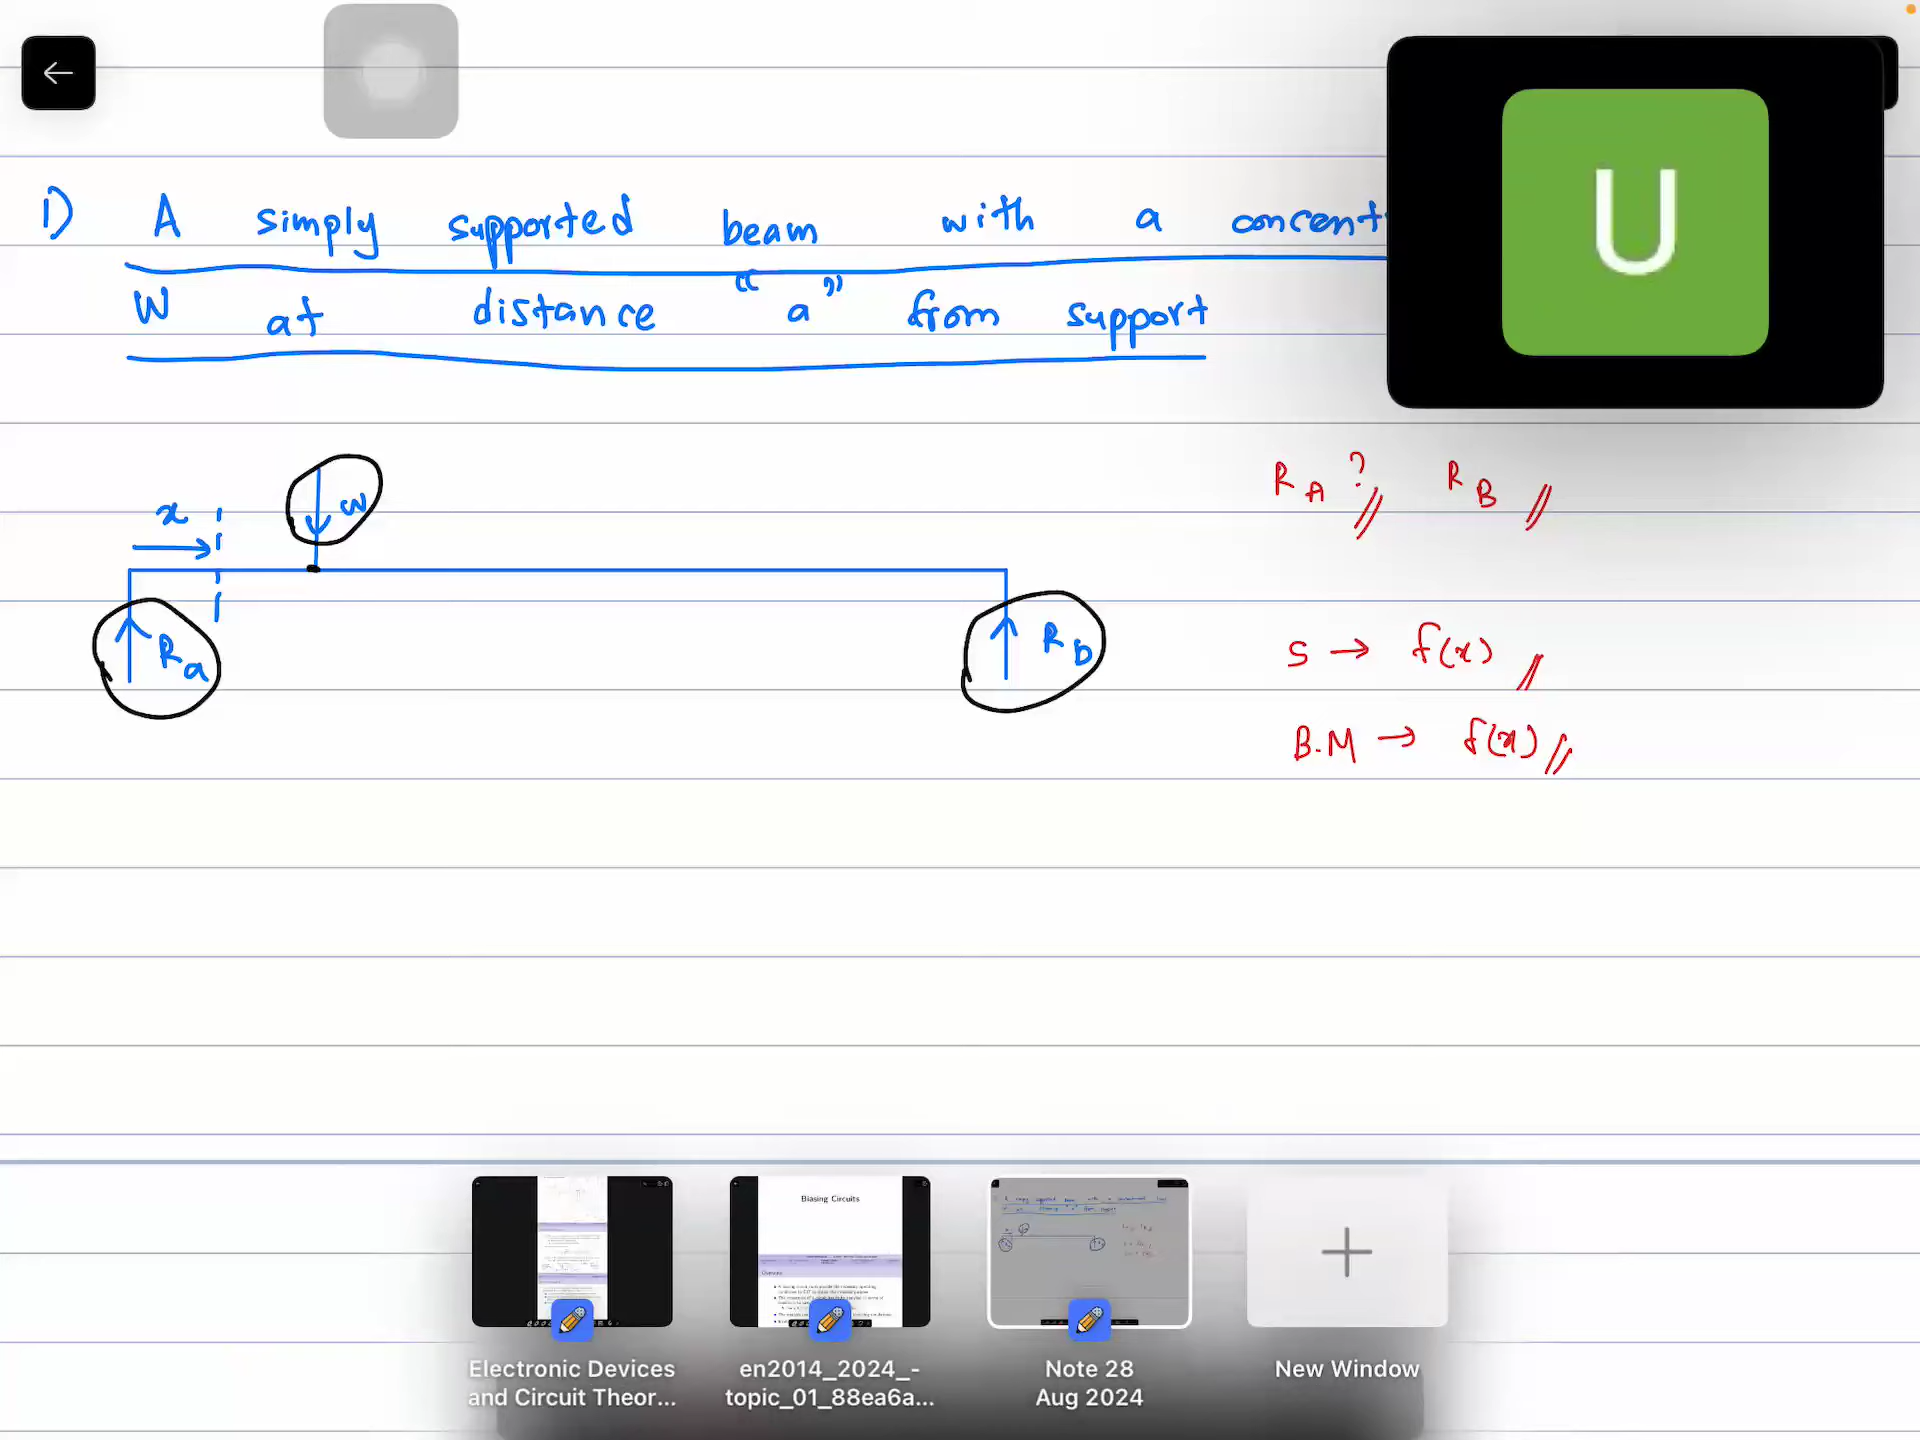 1) A simply supported beam with a concent
W at distance "a" from support
U
x
W
Ra
Rb
RA ? RB
S → f(x)
B.M → f(x)
Biasing Circuits
Overview
Electronic Devices and Circuit Theor...
en2014_2024_-topic_01_88ea6a...
Note 28 Aug 2024
New Window